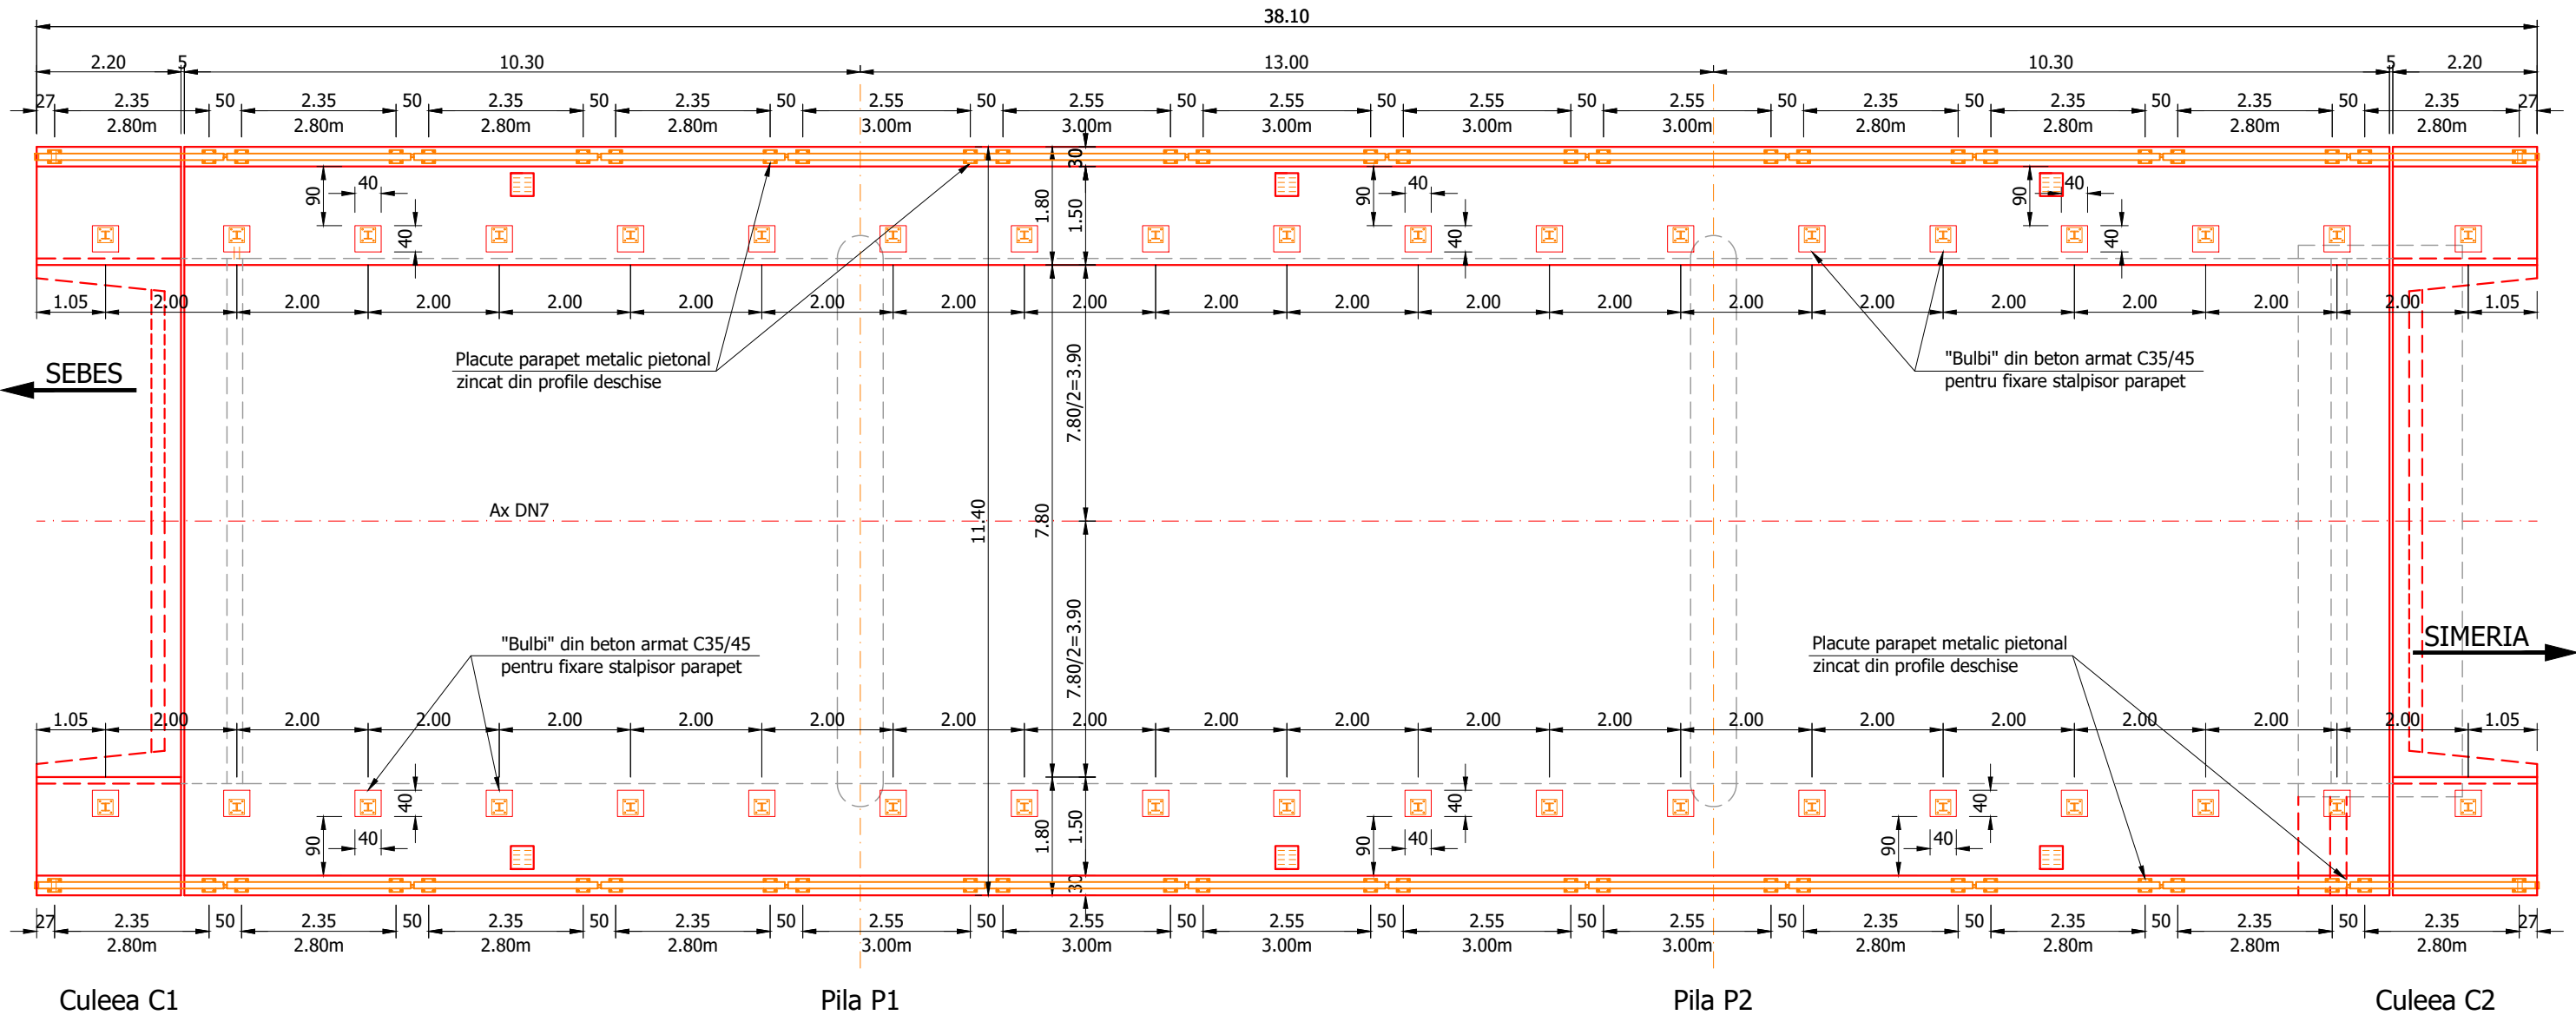 38.10
2.20 5 10.30 13.00 10.30 5 2.20
27 2.35 50 2.35 50 2.35 50 2.35 50 2.55 50 2.55 50 2.55 50 2.55 50 2.55 50 2.35 50 2.35 50 2.35 50 2.35 27
2.80m 2.80m 2.80m 2.80m 3.00m 3.00m 3.00m 3.00m 3.00m 2.80m 2.80m 2.80m 2.80m
30
90 40 1.80 1.50 90 40 90 40
40 40 40
1.05 2.00 2.00 2.00 2.00 2.00 2.00 2.00 2.00 2.00 2.00 2.00 2.00 2.00 2.00 2.00 2.00 2.00 2.00 1.05
Placute parapet metalic pietonal
zincat din profile deschise
"Bulbi" din beton armat C35/45
pentru fixare stalpisor parapet
SEBES
7.80/2=3.90
Ax DN7
11.40
7.80
7.80/2=3.90
"Bulbi" din beton armat C35/45
pentru fixare stalpisor parapet
Placute parapet metalic pietonal
zincat din profile deschise
SIMERIA
1.05 2.00 2.00 2.00 2.00 2.00 2.00 2.00 2.00 2.00 2.00 2.00 2.00 2.00 2.00 2.00 2.00 2.00 2.00 1.05
40 40 40
90 40 1.80 1.50 90 40 90 40
30
27 2.35 50 2.35 50 2.35 50 2.35 50 2.55 50 2.55 50 2.55 50 2.55 50 2.55 50 2.35 50 2.35 50 2.35 50 2.35 27
2.80m 2.80m 2.80m 2.80m 3.00m 3.00m 3.00m 3.00m 3.00m 2.80m 2.80m 2.80m 2.80m
Culeea C1 Pila P1 Pila P2 Culeea C2